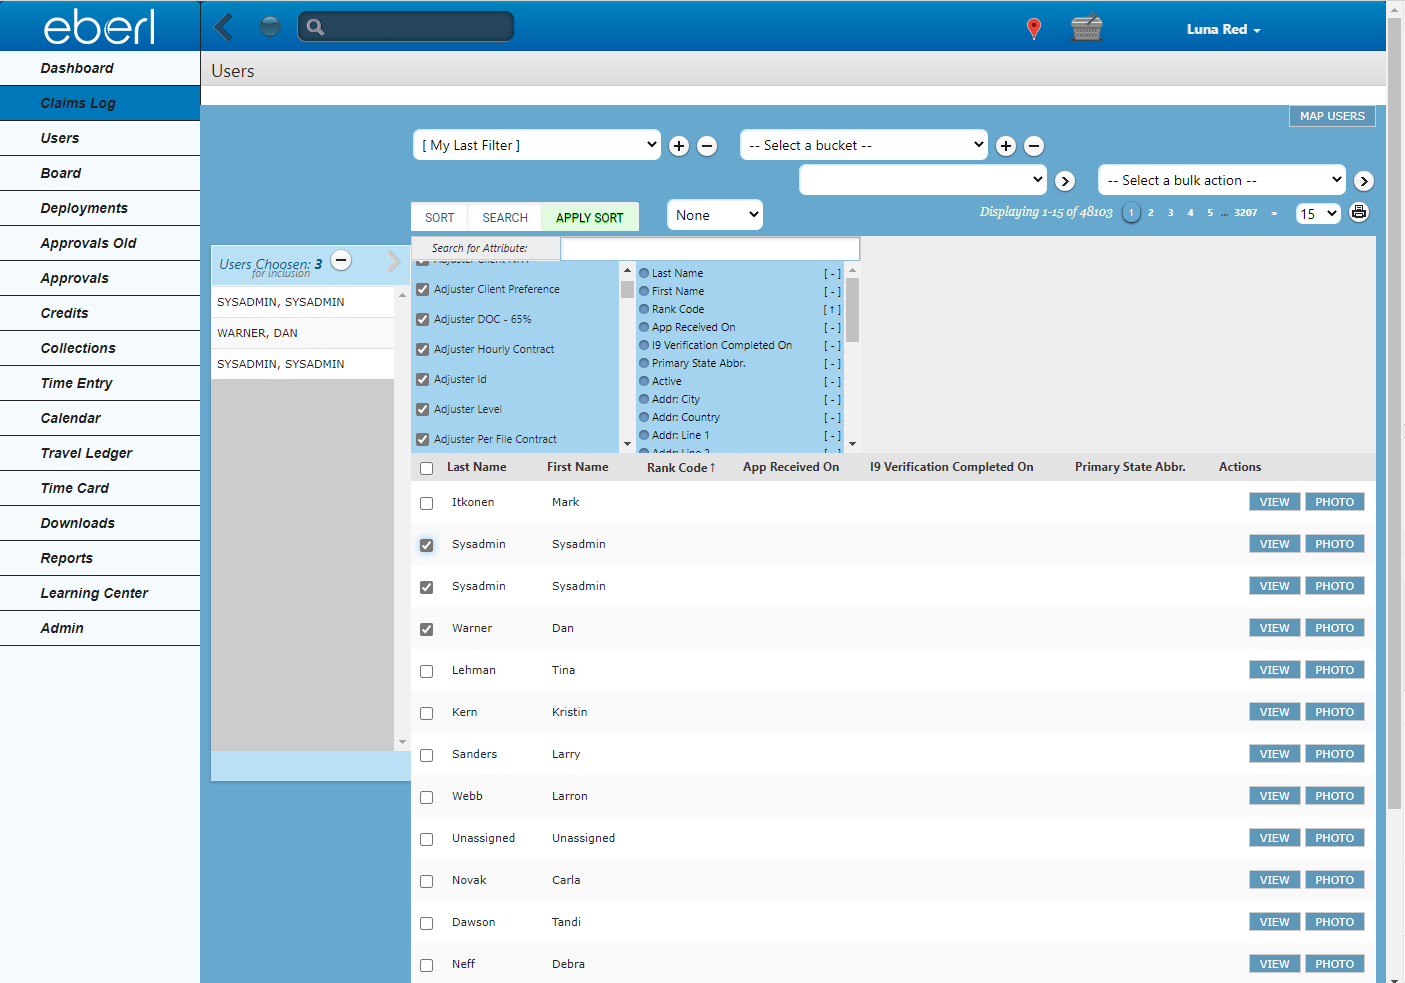 eberl
Luna Red
Dashboard
Claims Log
Users
Board
Deployments
Approvals Old
Approvals
Credits
Collections
Time Entry
Calendar
Travel Ledger
Time Card
Downloads
Reports
Learning Center
Admin
Users
MAP USERS
[ My Last Filter ]
-- Select a bucket --
-- Select a bulk action --
SORT SEARCH APPLY SORT None
Displaying 1-15 of 48103 1 2 3 4 5 ... 3207 » 15
Users Choosen: 3
for inclusion
SYSADMIN, SYSADMIN
WARNER, DAN
SYSADMIN, SYSADMIN
Search for Attribute:
Adjuster Client Preference
Adjuster DOC - 65%
Adjuster Hourly Contract
Adjuster Id
Adjuster Level
Adjuster Per File Contract
Last Name [ - ]
First Name [ - ]
Rank Code [ ↑ ]
App Received On [ - ]
I9 Verification Completed On [ - ]
Primary State Abbr. [ - ]
Active [ - ]
Addr: City [ - ]
Addr: Country [ - ]
Addr: Line 1 [ - ]
Addr: Line 2 [ - ]
Last Name First Name Rank Code ↑ App Received On I9 Verification Completed On Primary State Abbr. Actions
Itkonen Mark VIEW PHOTO
Sysadmin Sysadmin VIEW PHOTO
Sysadmin Sysadmin VIEW PHOTO
Warner Dan VIEW PHOTO
Lehman Tina VIEW PHOTO
Kern Kristin VIEW PHOTO
Sanders Larry VIEW PHOTO
Webb Larron VIEW PHOTO
Unassigned Unassigned VIEW PHOTO
Novak Carla VIEW PHOTO
Dawson Tandi VIEW PHOTO
Neff Debra VIEW PHOTO